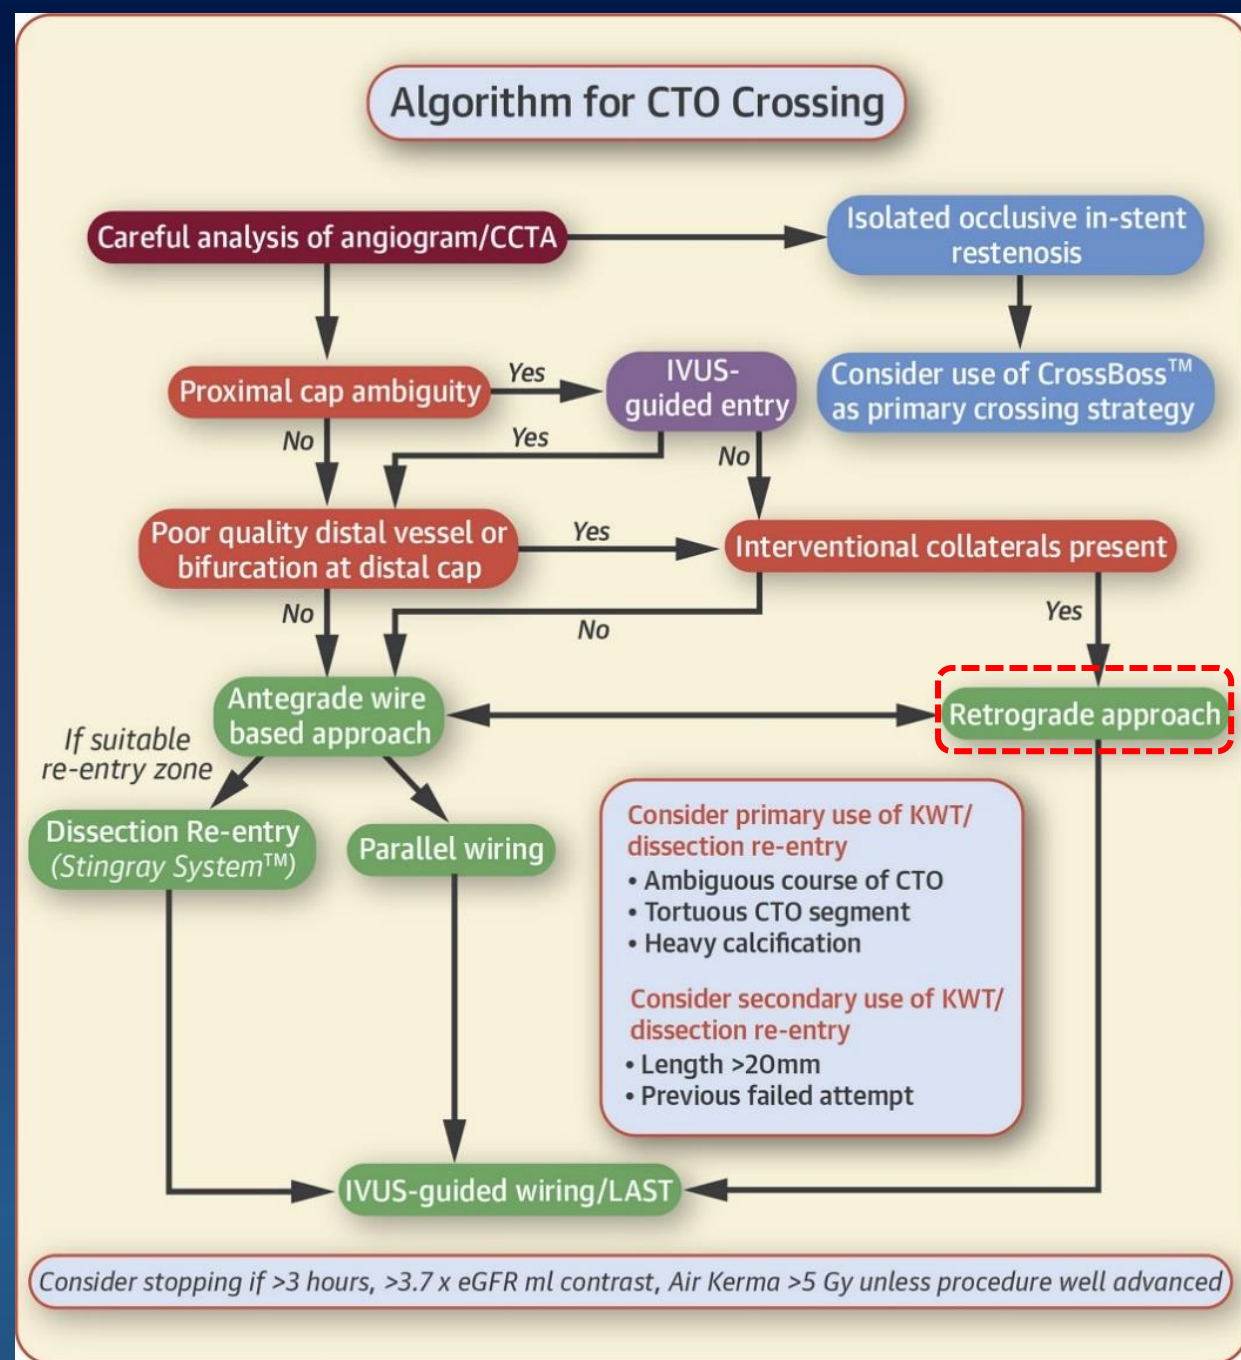 Algorithm for CTO Crossing
Careful analysis of angiogram/CCTA
Isolated occlusive in-stent
restenosis
Proximal cap ambiguity
Yes
IVUS-
guided entry
Consider use of CrossBoss™
as primary crossing strategy
No
Yes
No
Poor quality distal vessel or
bifurcation at distal cap
Yes
Interventional collaterals present
No
No
Yes
Antegrade wire
based approach
Retrograde approach
If suitable
re-entry zone
Dissection Re-entry
(Stingray System™)
Parallel wiring
Consider primary use of KWT/
dissection re-entry
• Ambiguous course of CTO
• Tortuous CTO segment
• Heavy calcification
Consider secondary use of KWT/
dissection re-entry
• Length >20mm
• Previous failed attempt
IVUS-guided wiring/LAST
Consider stopping if >3 hours, >3.7 x eGFR ml contrast, Air Kerma >5 Gy unless procedure well advanced